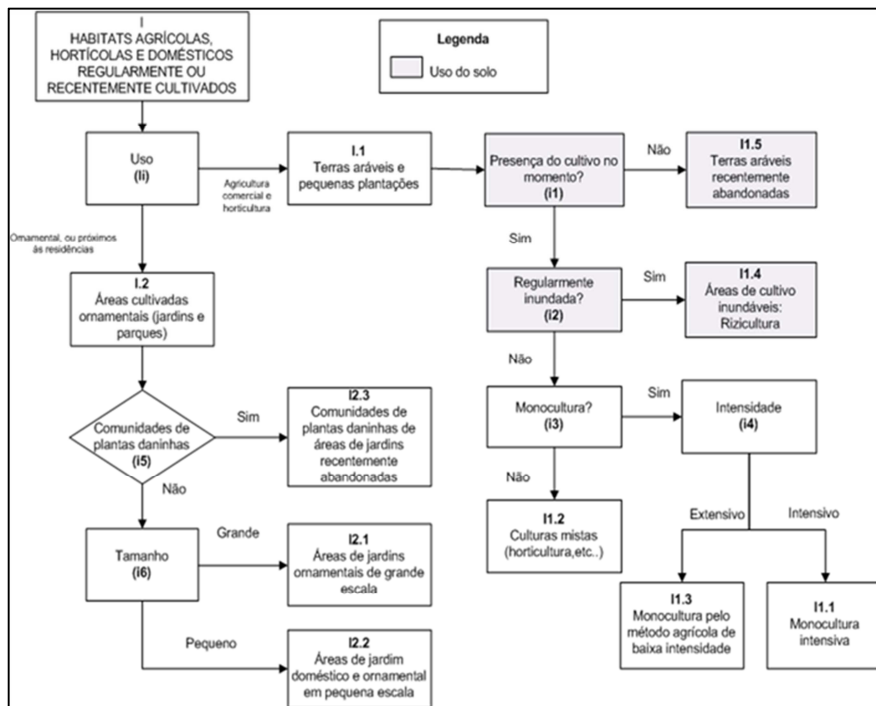 I
HABITATS AGRÍCOLAS,
HORTÍCOLAS E DOMÉSTICOS
REGULARMENTE OU
RECENTEMENTE CULTIVADOS
Legenda
Uso do solo
Uso
(Ii)
Agricultura
comercial e
horticultura
I.1
Terras aráveis e
pequenas plantações
Presença do cultivo no
momento?
(i1)
Não
I1.5
Terras aráveis
recentemente
abandonadas
Ornamental, ou próximos
ás residências
Sim
I.2
Áreas cultivadas
ornamentais (jardins e
parques)
Regularmente
inundada?
(i2)
Sim
I1.4
Áreas de cultivo
inundáveis:
Rizicultura
Não
Comunidades de
plantas daninhas
(i5)
Sim
I2.3
Comunidades de
plantas daninhas de
áreas de jardins
recentemente
abandonadas
Monocultura?
(i3)
Sim
Intensidade
(i4)
Não
Não
I1.2
Culturas mistas
(horticultura,etc..)
Extensivo
Intensivo
Tamanho
(i6)
Grande
I2.1
Áreas de jardins
ornamentais de grande
escala
I1.3
Monocultura pelo
método agrícola de
baixa intensidade
I1.1
Monocultura
intensiva
Pequeno
I2.2
Áreas de jardim
doméstico e ornamental
em pequena escala